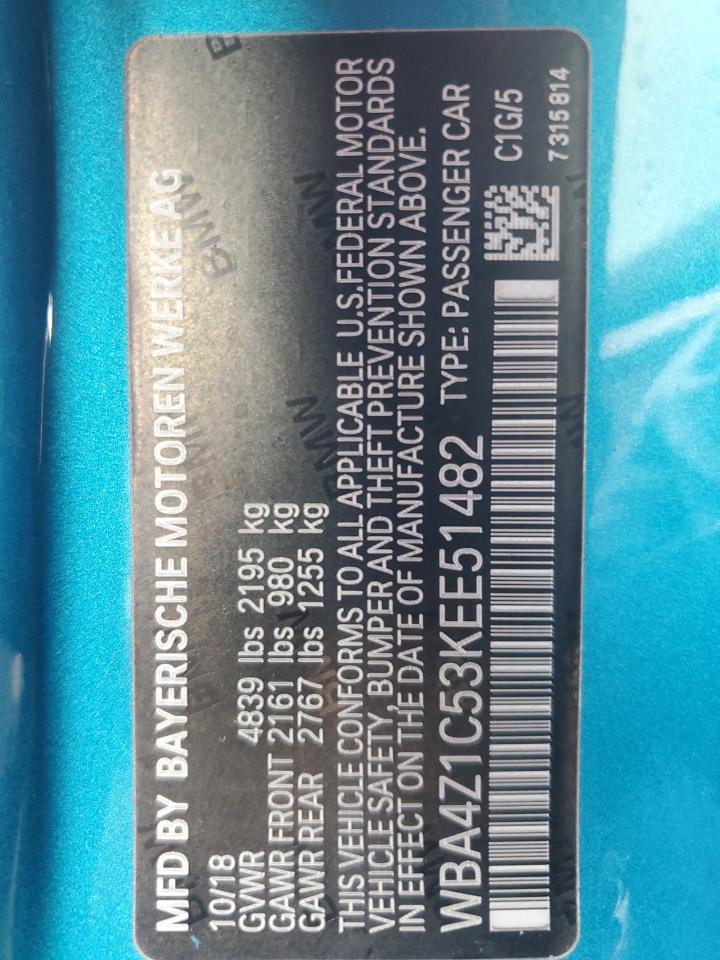 MFD BY BAYERISCHE MOTOREN WERKE AG
10/18
GVWR 4839 lbs 2195 kg
GAWR FRONT 2161 lbs 980 kg
GAWR REAR 2767 lbs 1255 kg
THIS VEHICLE CONFORMS TO ALL APPLICABLE U.S.FEDERAL MOTOR
VEHICLE SAFETY, BUMPER AND THEFT PREVENTION STANDARDS
IN EFFECT ON THE DATE OF MANUFACTURE SHOWN ABOVE.
WBA4Z1C53KEE51482 TYPE: PASSENGER CAR
C1G/5
7315814